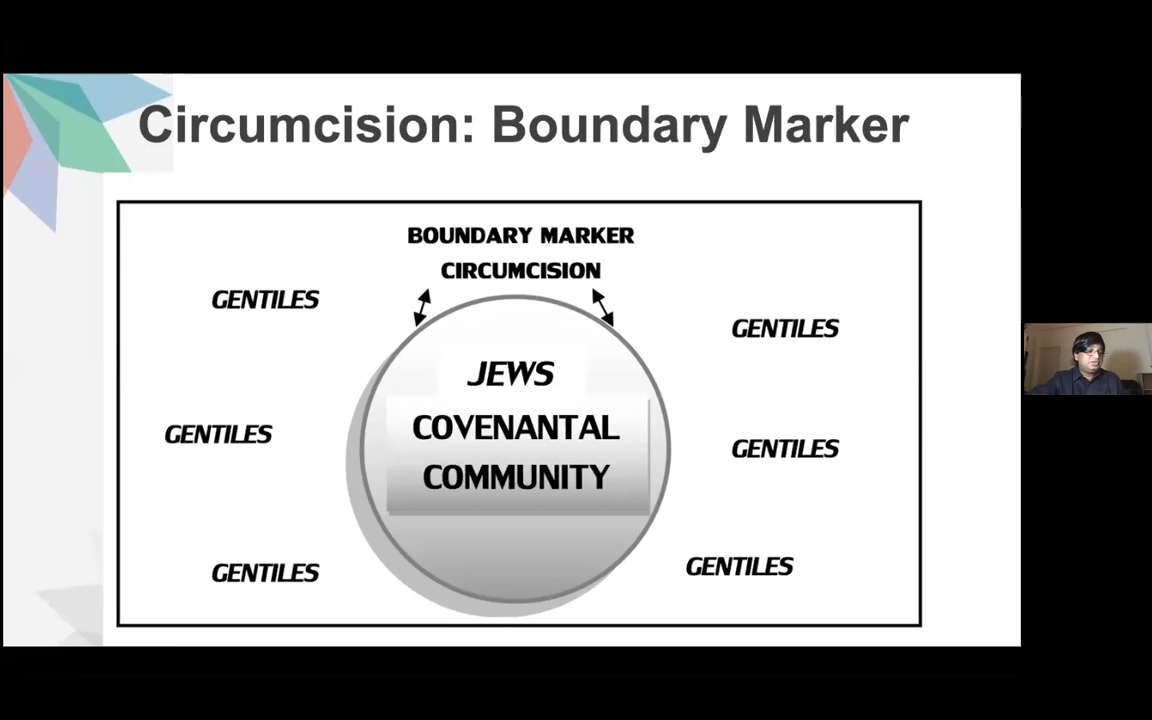 Circumcision: Boundary Marker
BOUNDARY MARKER
CIRCUMCISION
GENTILES
GENTILES
JEWS
COVENANTAL
COMMUNITY
GENTILES
GENTILES
GENTILES
GENTILES